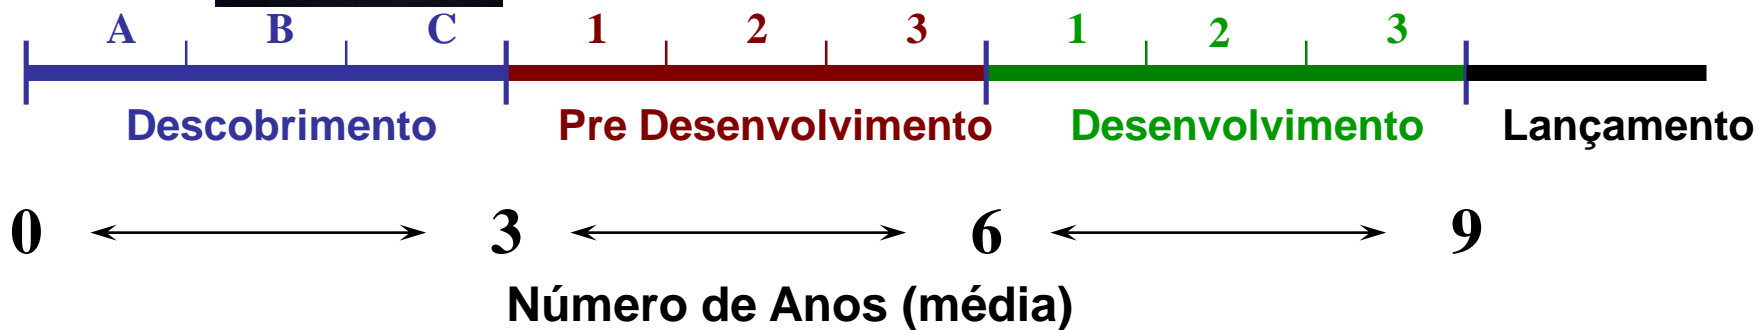 A B C 1 2 3 1 2 3
Descobrimento Pre Desenvolvimento Desenvolvimento Lançamento
0 3 6 9
Número de Anos (média)